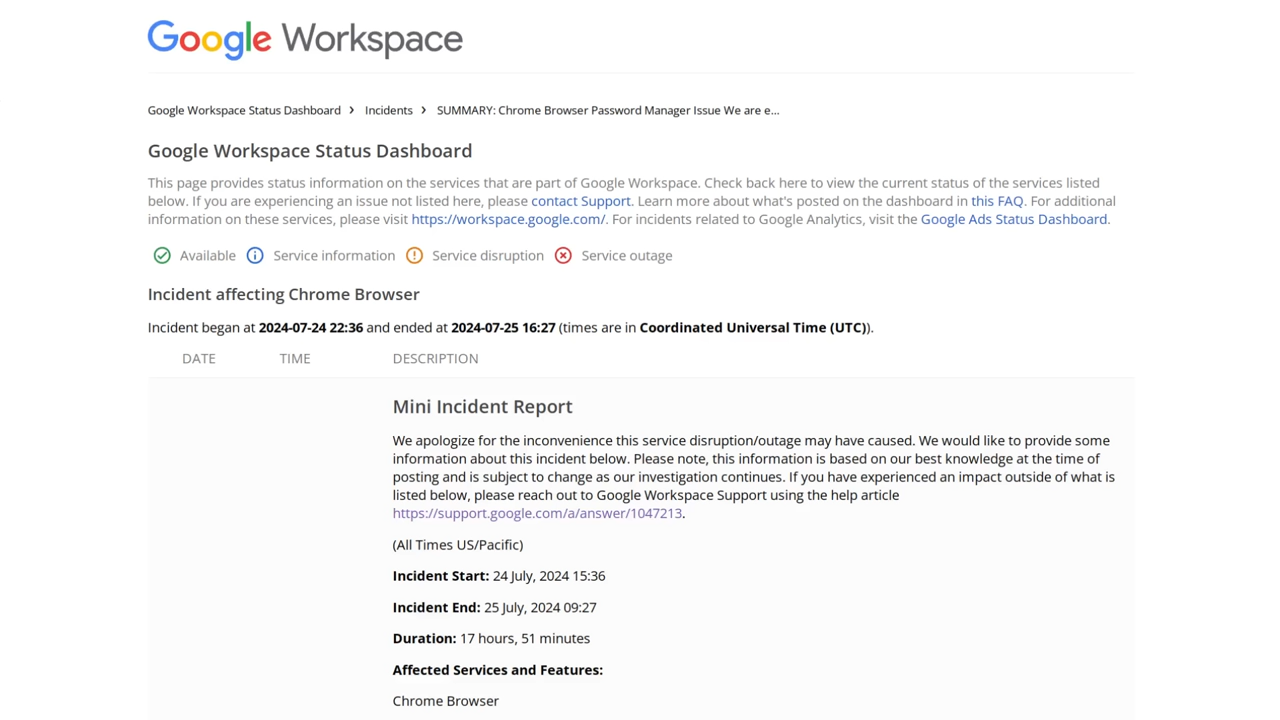 Google Workspace
Google Workspace Status Dashboard > Incidents > SUMMARY: Chrome Browser Password Manager Issue We are e...
Google Workspace Status Dashboard
This page provides status information on the services that are part of Google Workspace. Check back here to view the current status of the services listed
below. If you are experiencing an issue not listed here, please contact Support. Learn more about what's posted on the dashboard in this FAQ. For additional
information on these services, please visit https://workspace.google.com/. For incidents related to Google Analytics, visit the Google Ads Status Dashboard.
Available Service information Service disruption Service outage
Incident affecting Chrome Browser
Incident began at 2024-07-24 22:36 and ended at 2024-07-25 16:27 (times are in Coordinated Universal Time (UTC)).
DATE TIME DESCRIPTION
Mini Incident Report
We apologize for the inconvenience this service disruption/outage may have caused. We would like to provide some
information about this incident below. Please note, this information is based on our best knowledge at the time of
posting and is subject to change as our investigation continues. If you have experienced an impact outside of what is
listed below, please reach out to Google Workspace Support using the help article
https://support.google.com/a/answer/1047213.
(All Times US/Pacific)
Incident Start: 24 July, 2024 15:36
Incident End: 25 July, 2024 09:27
Duration: 17 hours, 51 minutes
Affected Services and Features:
Chrome Browser